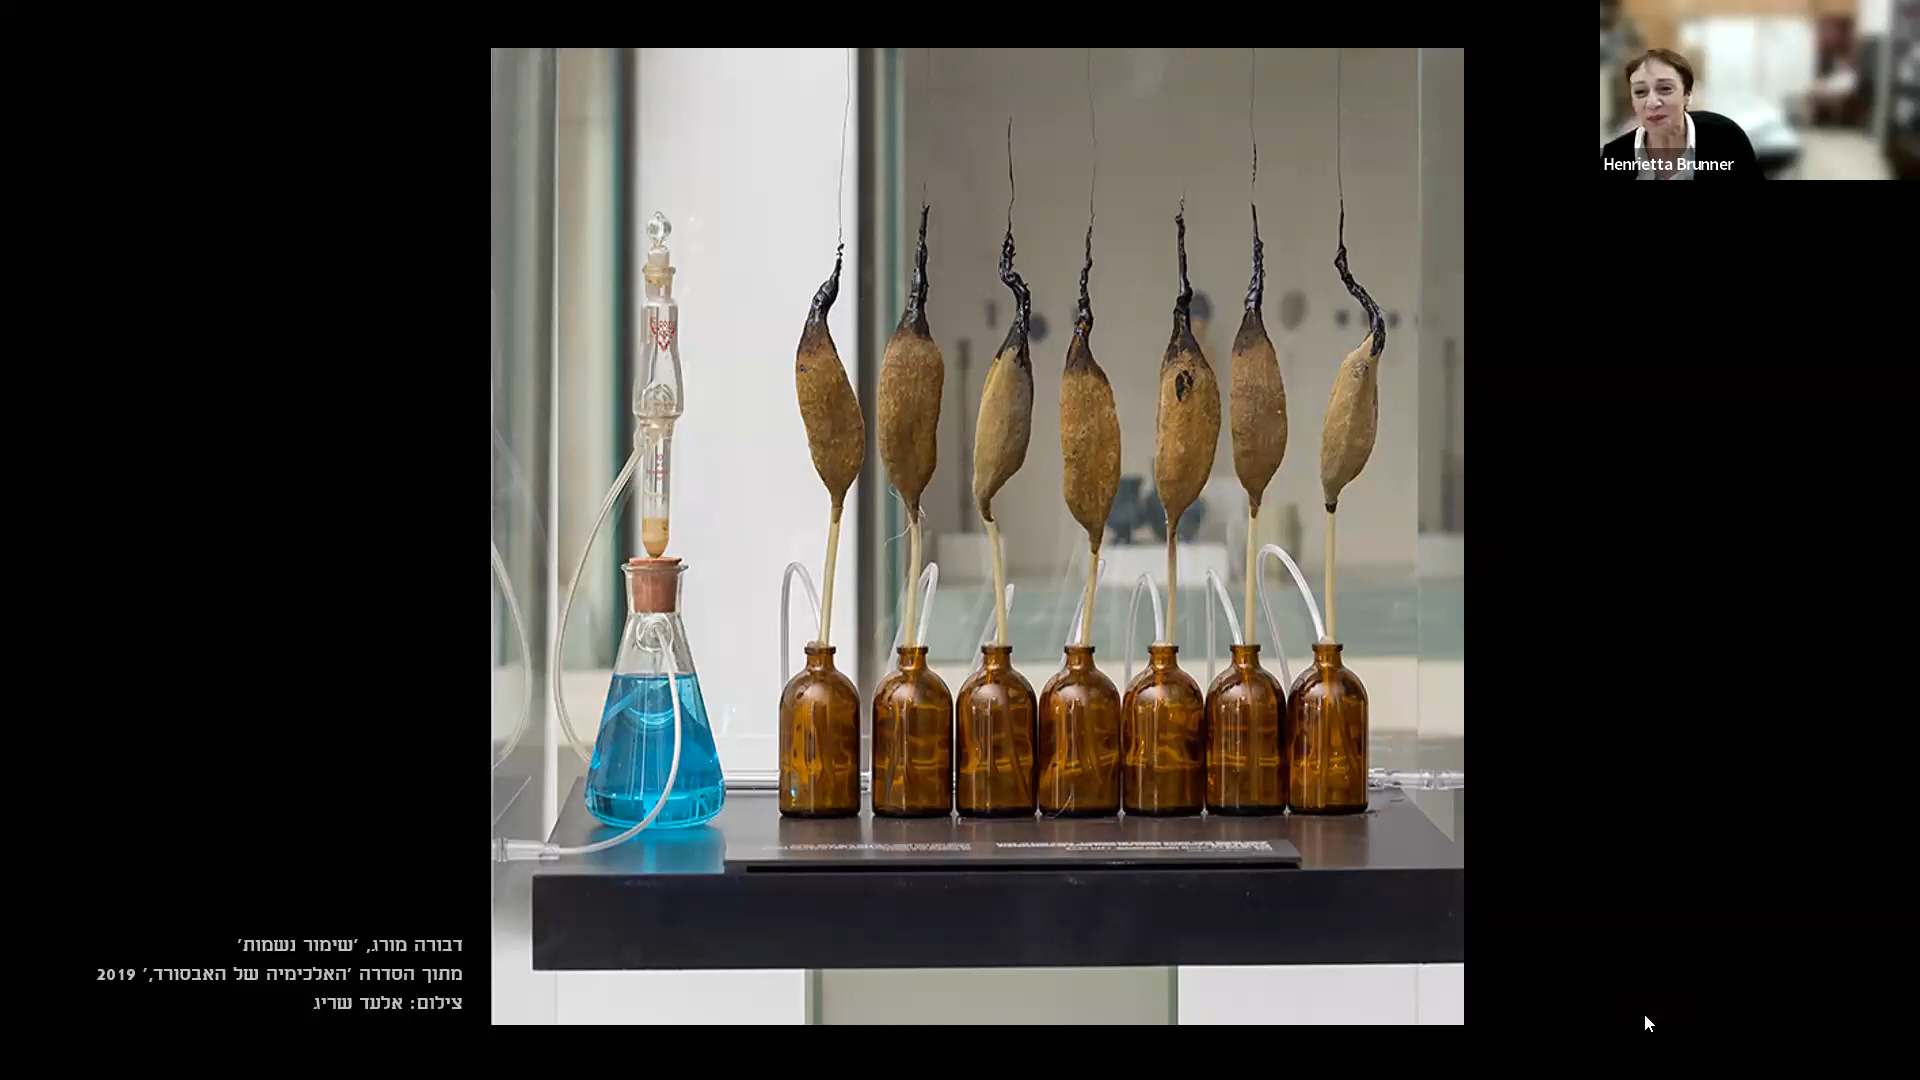 Henrietta Brunner
דבורה מורג, 'שימור נשמות'
מתוך הסדרה 'האלכימיה של האבסורד,' 2019
צילום: אלעד שריג